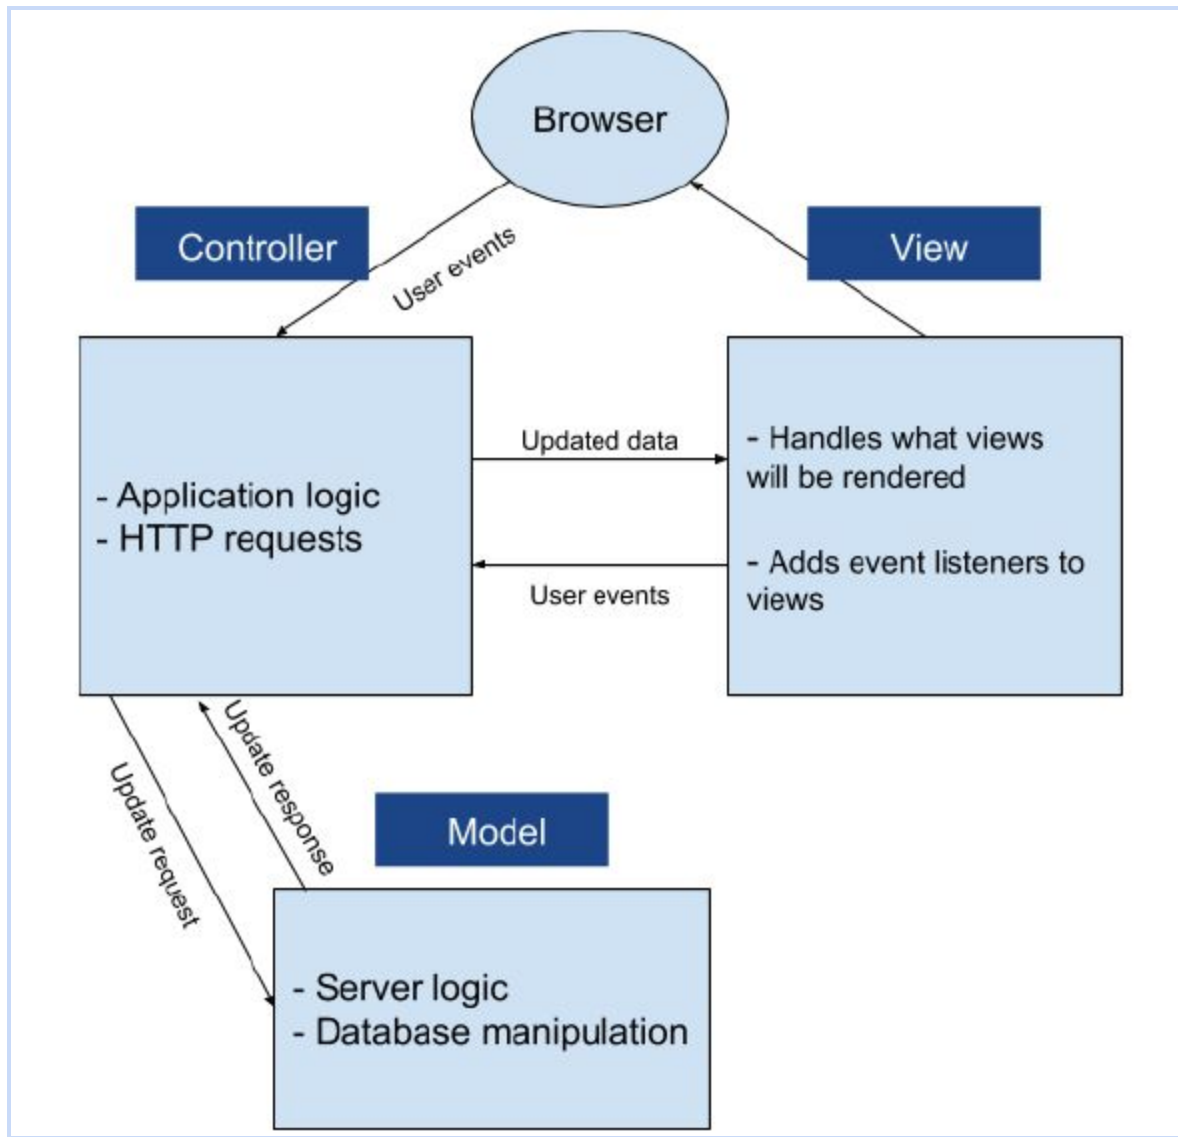 Browser
Controller
View
User events
Updated data
- Application logic
- HTTP requests
- Handles what views
will be rendered
- Adds event listeners to
views
User events
Update request
Update response
Model
- Server logic
- Database manipulation